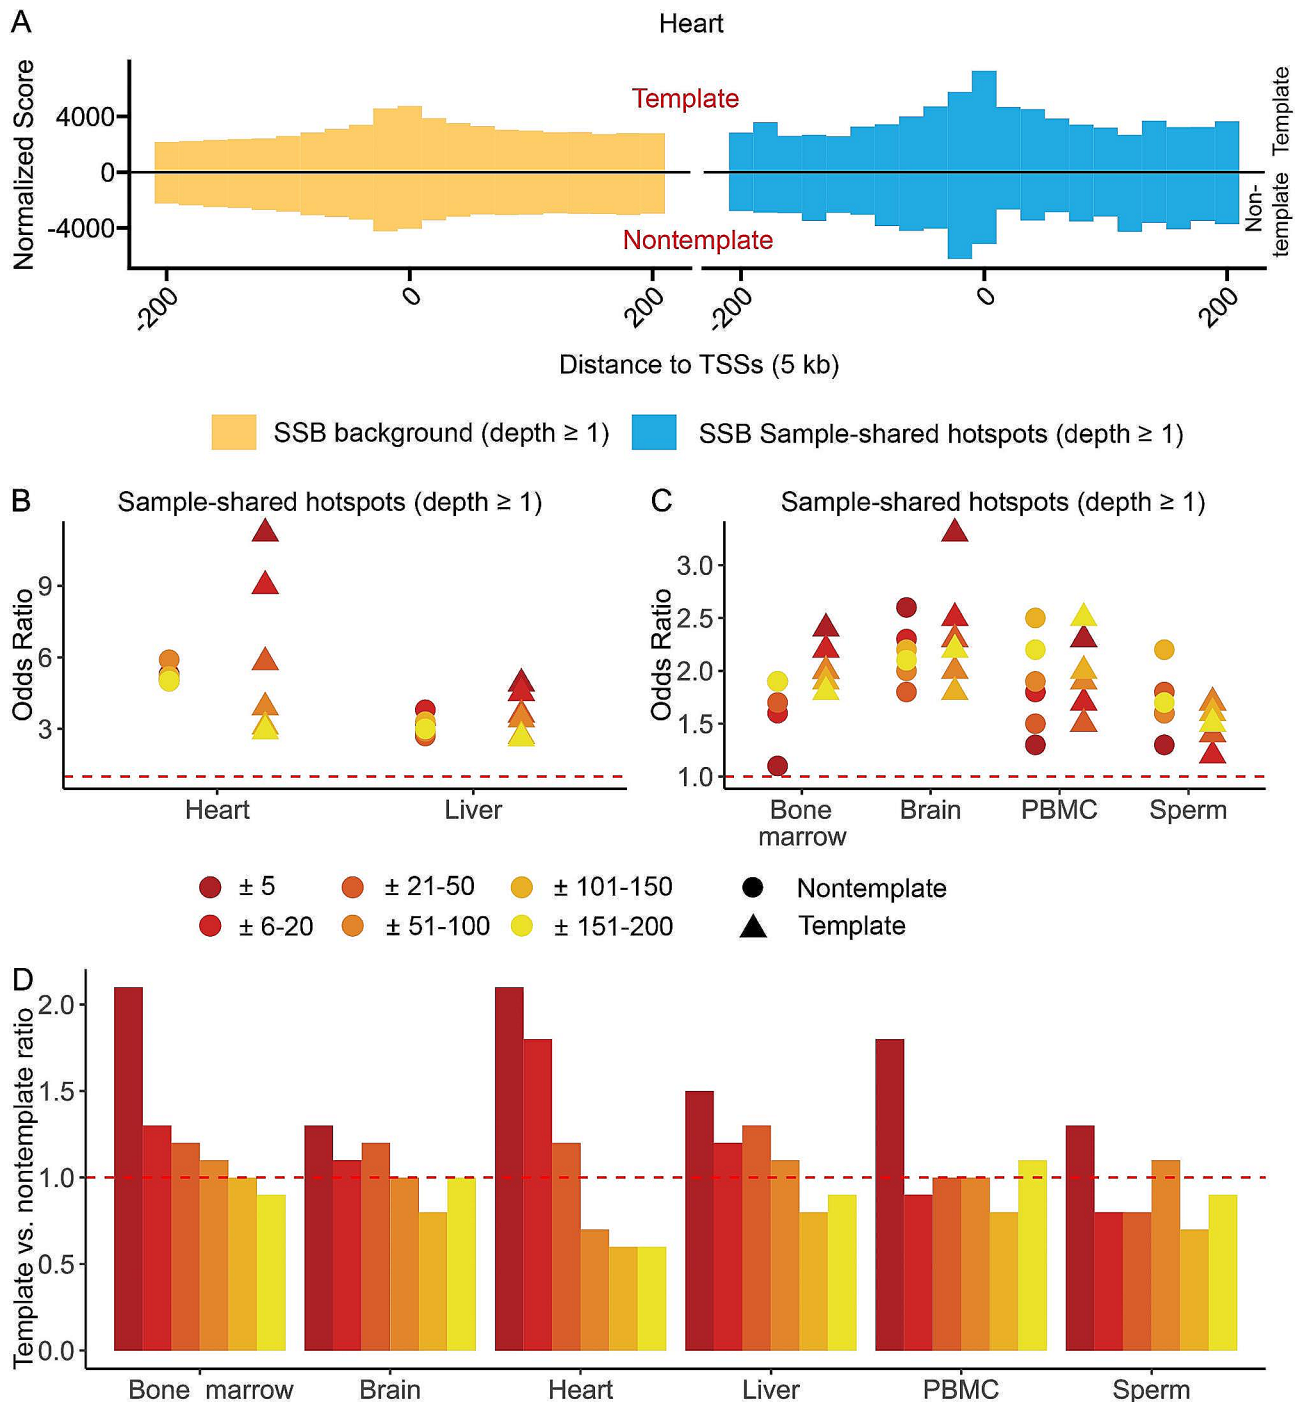 A
Heart
Normalized Score
4000
0
-4000
Template
Nontemplate
Template
Non-
template
-200
0
200
-200
0
200
Distance to TSSs (5 kb)
SSB background (depth ≥ 1)
SSB Sample-shared hotspots (depth ≥ 1)
B
Sample-shared hotspots (depth ≥ 1)
Odds Ratio
9
6
3
Heart
Liver
C
Sample-shared hotspots (depth ≥ 1)
Odds Ratio
3.0
2.5
2.0
1.5
1.0
Bone
marrow
Brain
PBMC
Sperm
± 5
± 21-50
± 101-150
Nontemplate
± 6-20
± 51-100
± 151-200
Template
D
Template vs. nontemplate ratio
2.0
1.5
1.0
0.5
0.0
Bone marrow
Brain
Heart
Liver
PBMC
Sperm